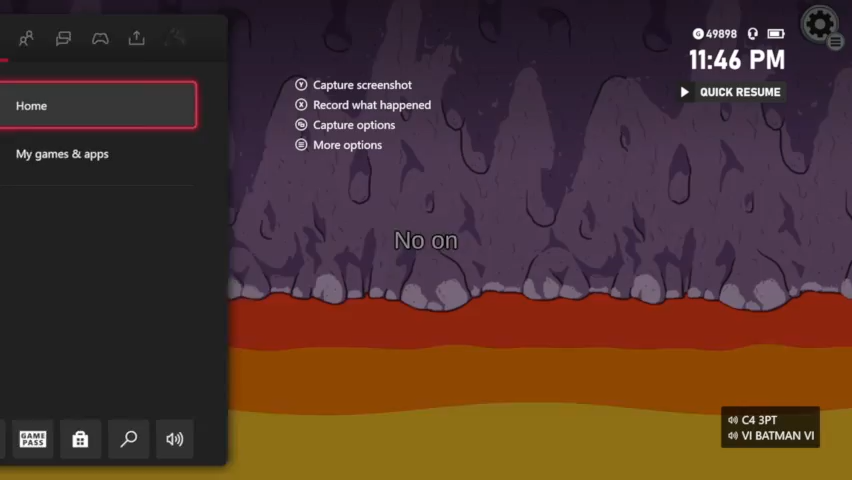 49898
11:46 PM
QUICK RESUME
Capture screenshot
Record what happened
Capture options
More options
Home
My games & apps
No on
GAME
PASS
C4 3PT
VI BATMAN VI